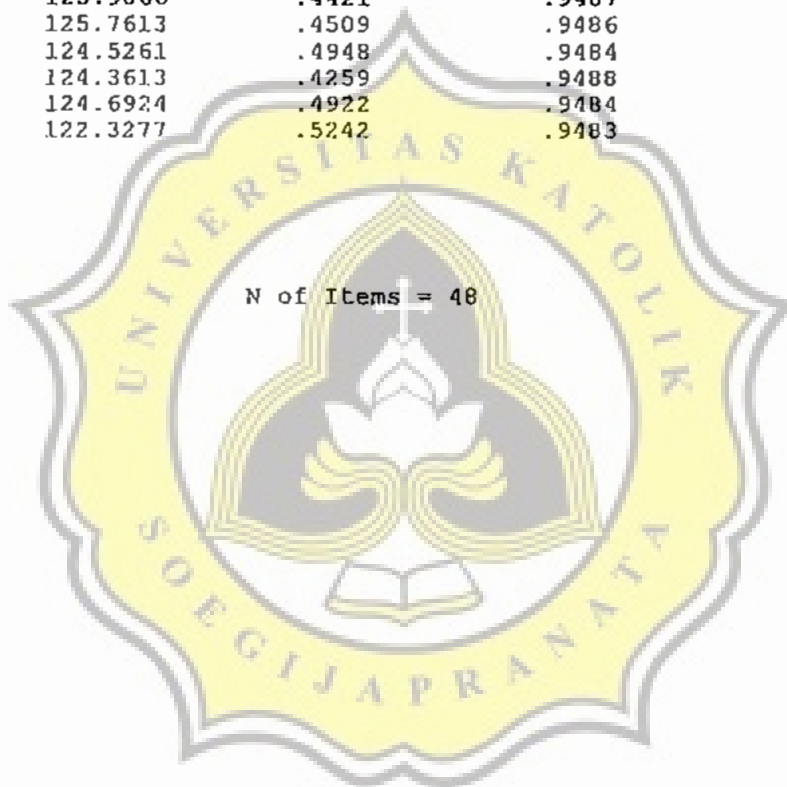 125.7613 .4509 .9486
124.5261 .4948 .9484
124.3613 .4259 .9488
124.6924 .4922 .9484
122.3277 .5242 .9483
N of Items = 48
UNIVERSITAS KATOLIK
SOEGIJAPRANATA